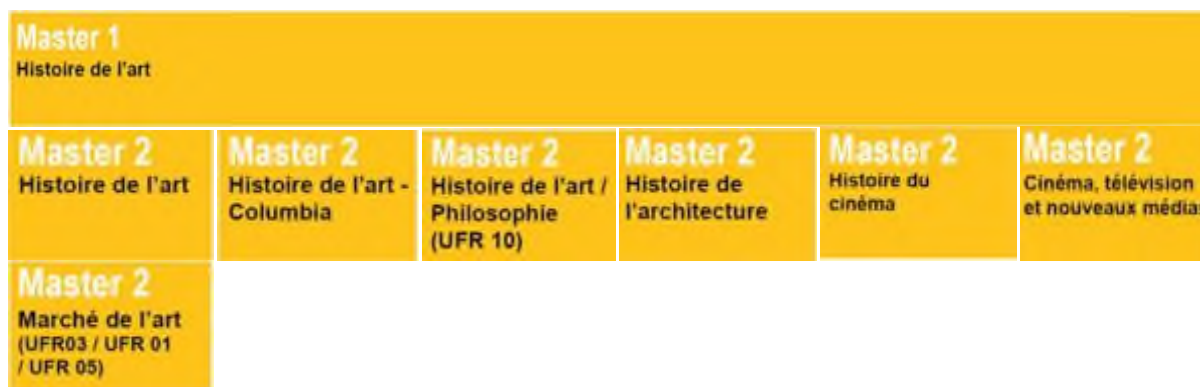 Master 1
Histoire de l'art
Master 2
Histoire de l'art
Master 2
Histoire de l'art -
Columbia
Master 2
Histoire de l'art /
Philosophie
(UFR 10)
Master 2
Histoire de
l'architecture
Master 2
Histoire du
cinéma
Master 2
Cinéma, télévision
et nouveaux médias
Master 2
Marché de l'art
(UFR03 / UFR 01
/ UFR 05)